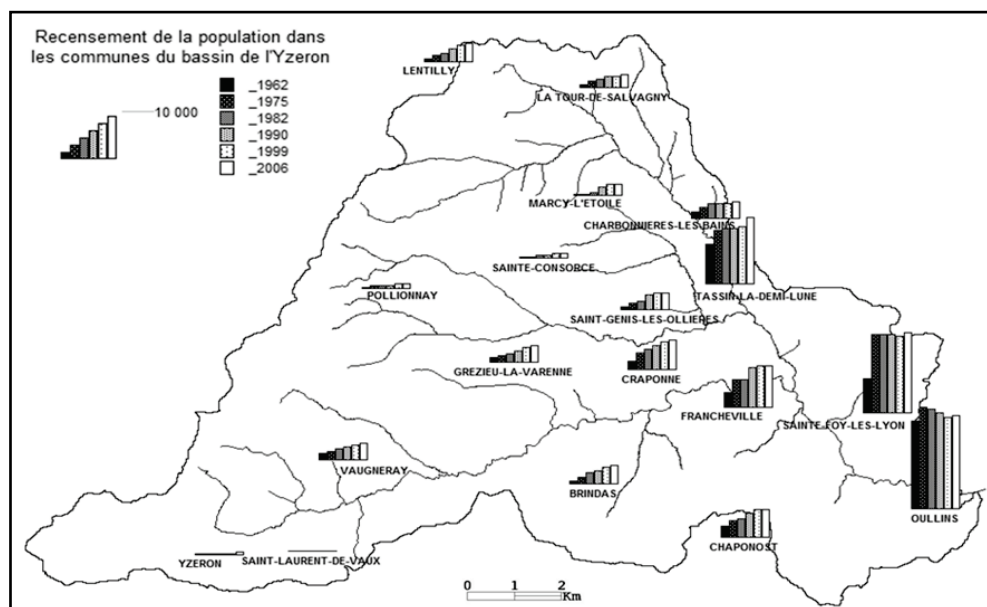 Recensement de la population dans
les communes du bassin de l'Yzeron
10 000
_1962
_1975
_1982
_1990
_1999
_2006
LENTILLY
LA TOUR-DE-SALVAGNY
MARCY-L'ETOILE
CHARBONNIERES-LES-BAINS
SAINTE-CONSORCE
TASSIN-LA-DEMI-LUNE
POLLIONNAY
SAINT-GENIS-LES-OLLIERES
GREZIEU-LA-VARENNE
CRAPONNE
FRANCHEVILLE
SAINTE-FOY-LES-LYON
VAUGNERAY
BRINDAS
OULLINS
CHAPONOST
YZERON
SAINT-LAURENT-DE-VAUX
0 1 2
Km